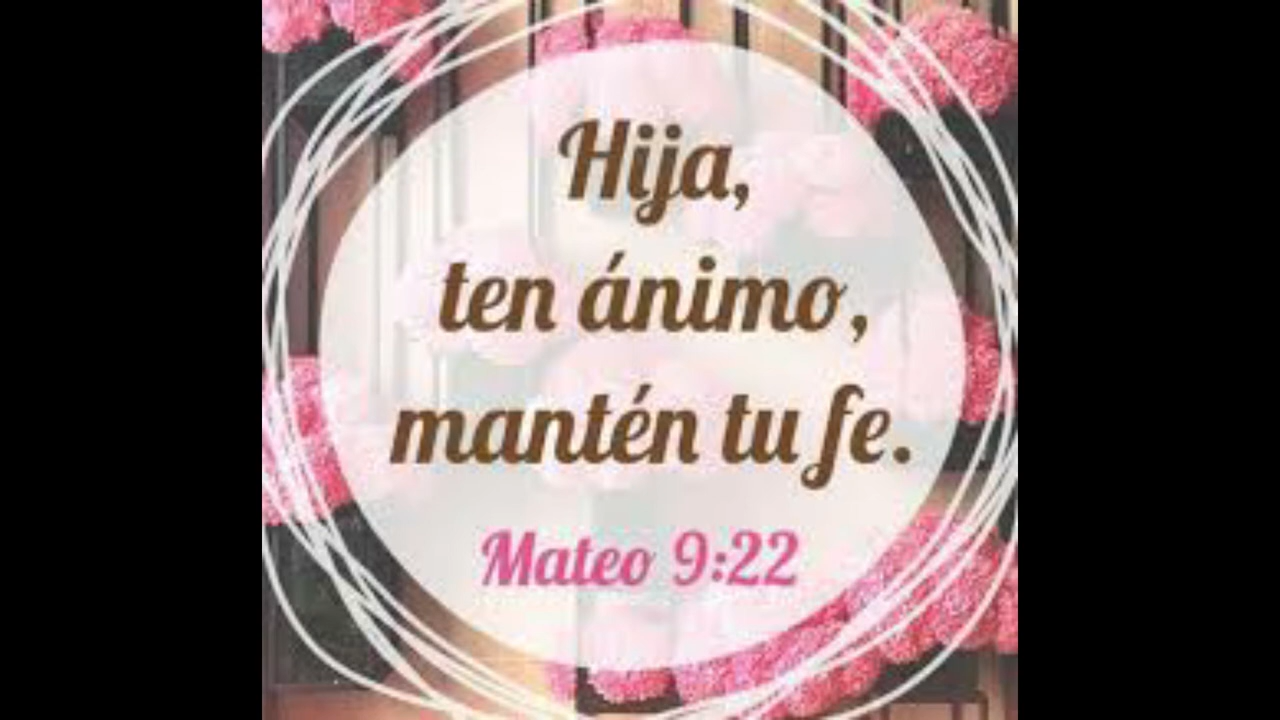 Hija,
ten ánimo,
mantén tu fe.
Mateo 9:22